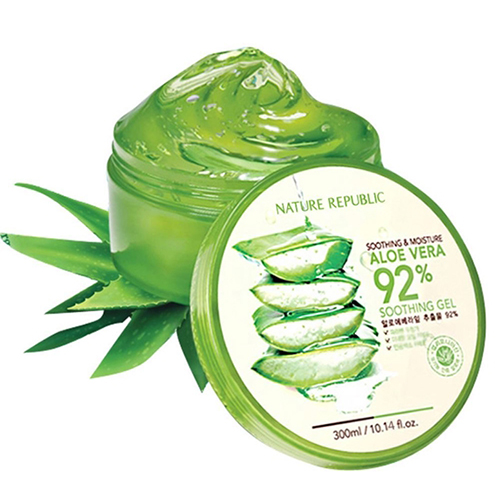 NATURE REPUBLIC
SOOTHING & MOISTURE
ALOE VERA
92%
SOOTHING GEL
알로에베라잎 추출물 92%
300ml / 10.14 fl.oz.